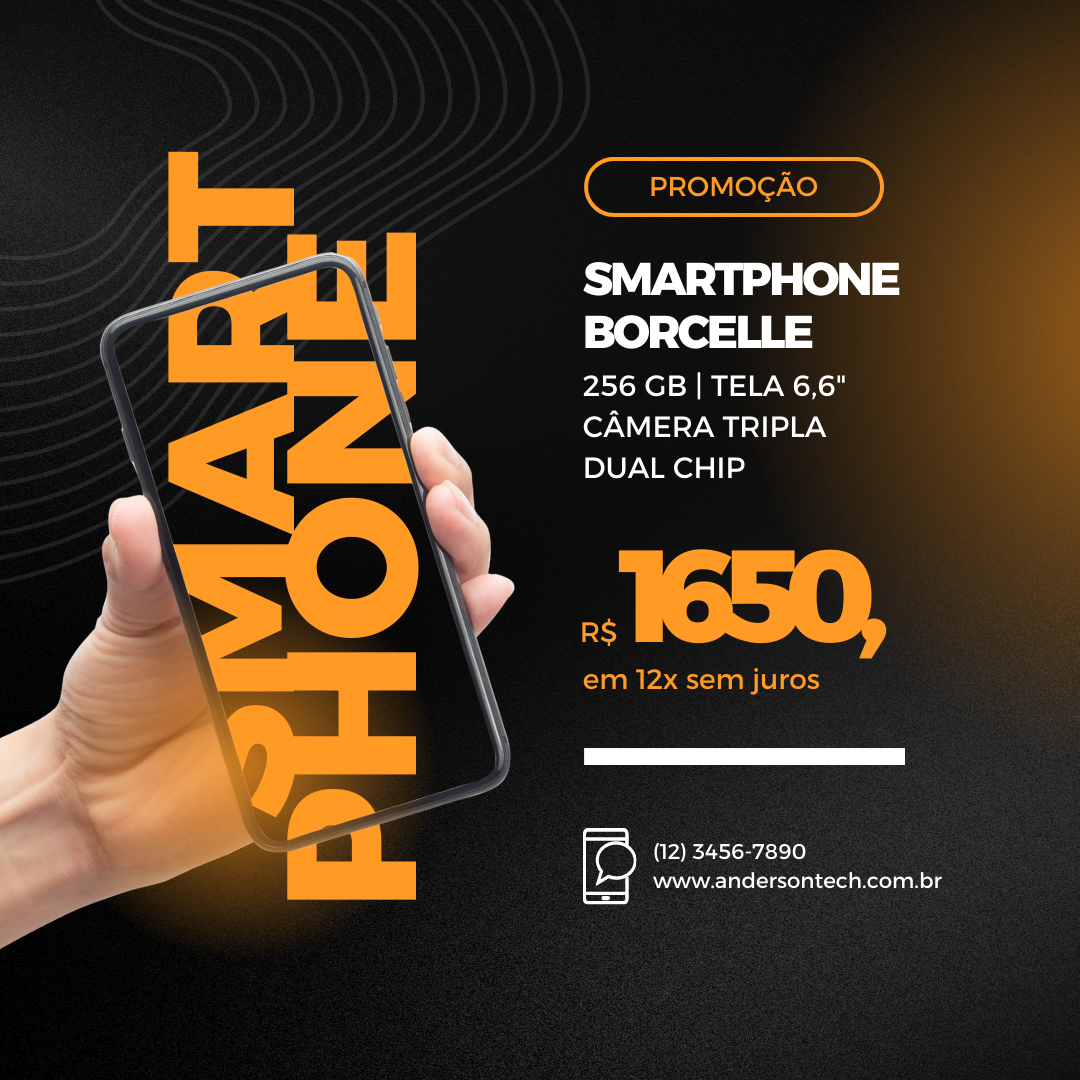 SMART
PHONE
PROMOÇÃO
SMARTPHONE
BORCELLE
256 GB | TELA 6,6"
CÂMERA TRIPLA
DUAL CHIP
R$ 1650,
em 12x sem juros
(12) 3456-7890
www.andersontech.com.br